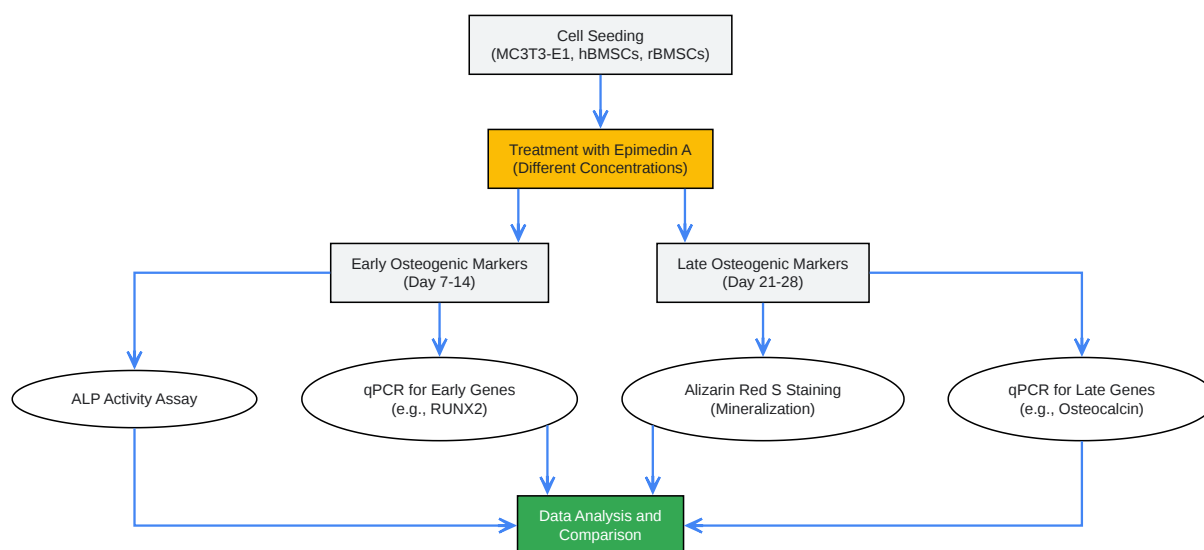 Cell Seeding
(MC3T3-E1, hBMSCs, rBMSCs)
Treatment with Epimedin A
(Different Concentrations)
Early Osteogenic Markers
(Day 7-14)
Late Osteogenic Markers
(Day 21-28)
ALP Activity Assay
qPCR for Early Genes
(e.g., RUNX2)
Alizarin Red S Staining
(Mineralization)
qPCR for Late Genes
(e.g., Osteocalcin)
Data Analysis and
Comparison